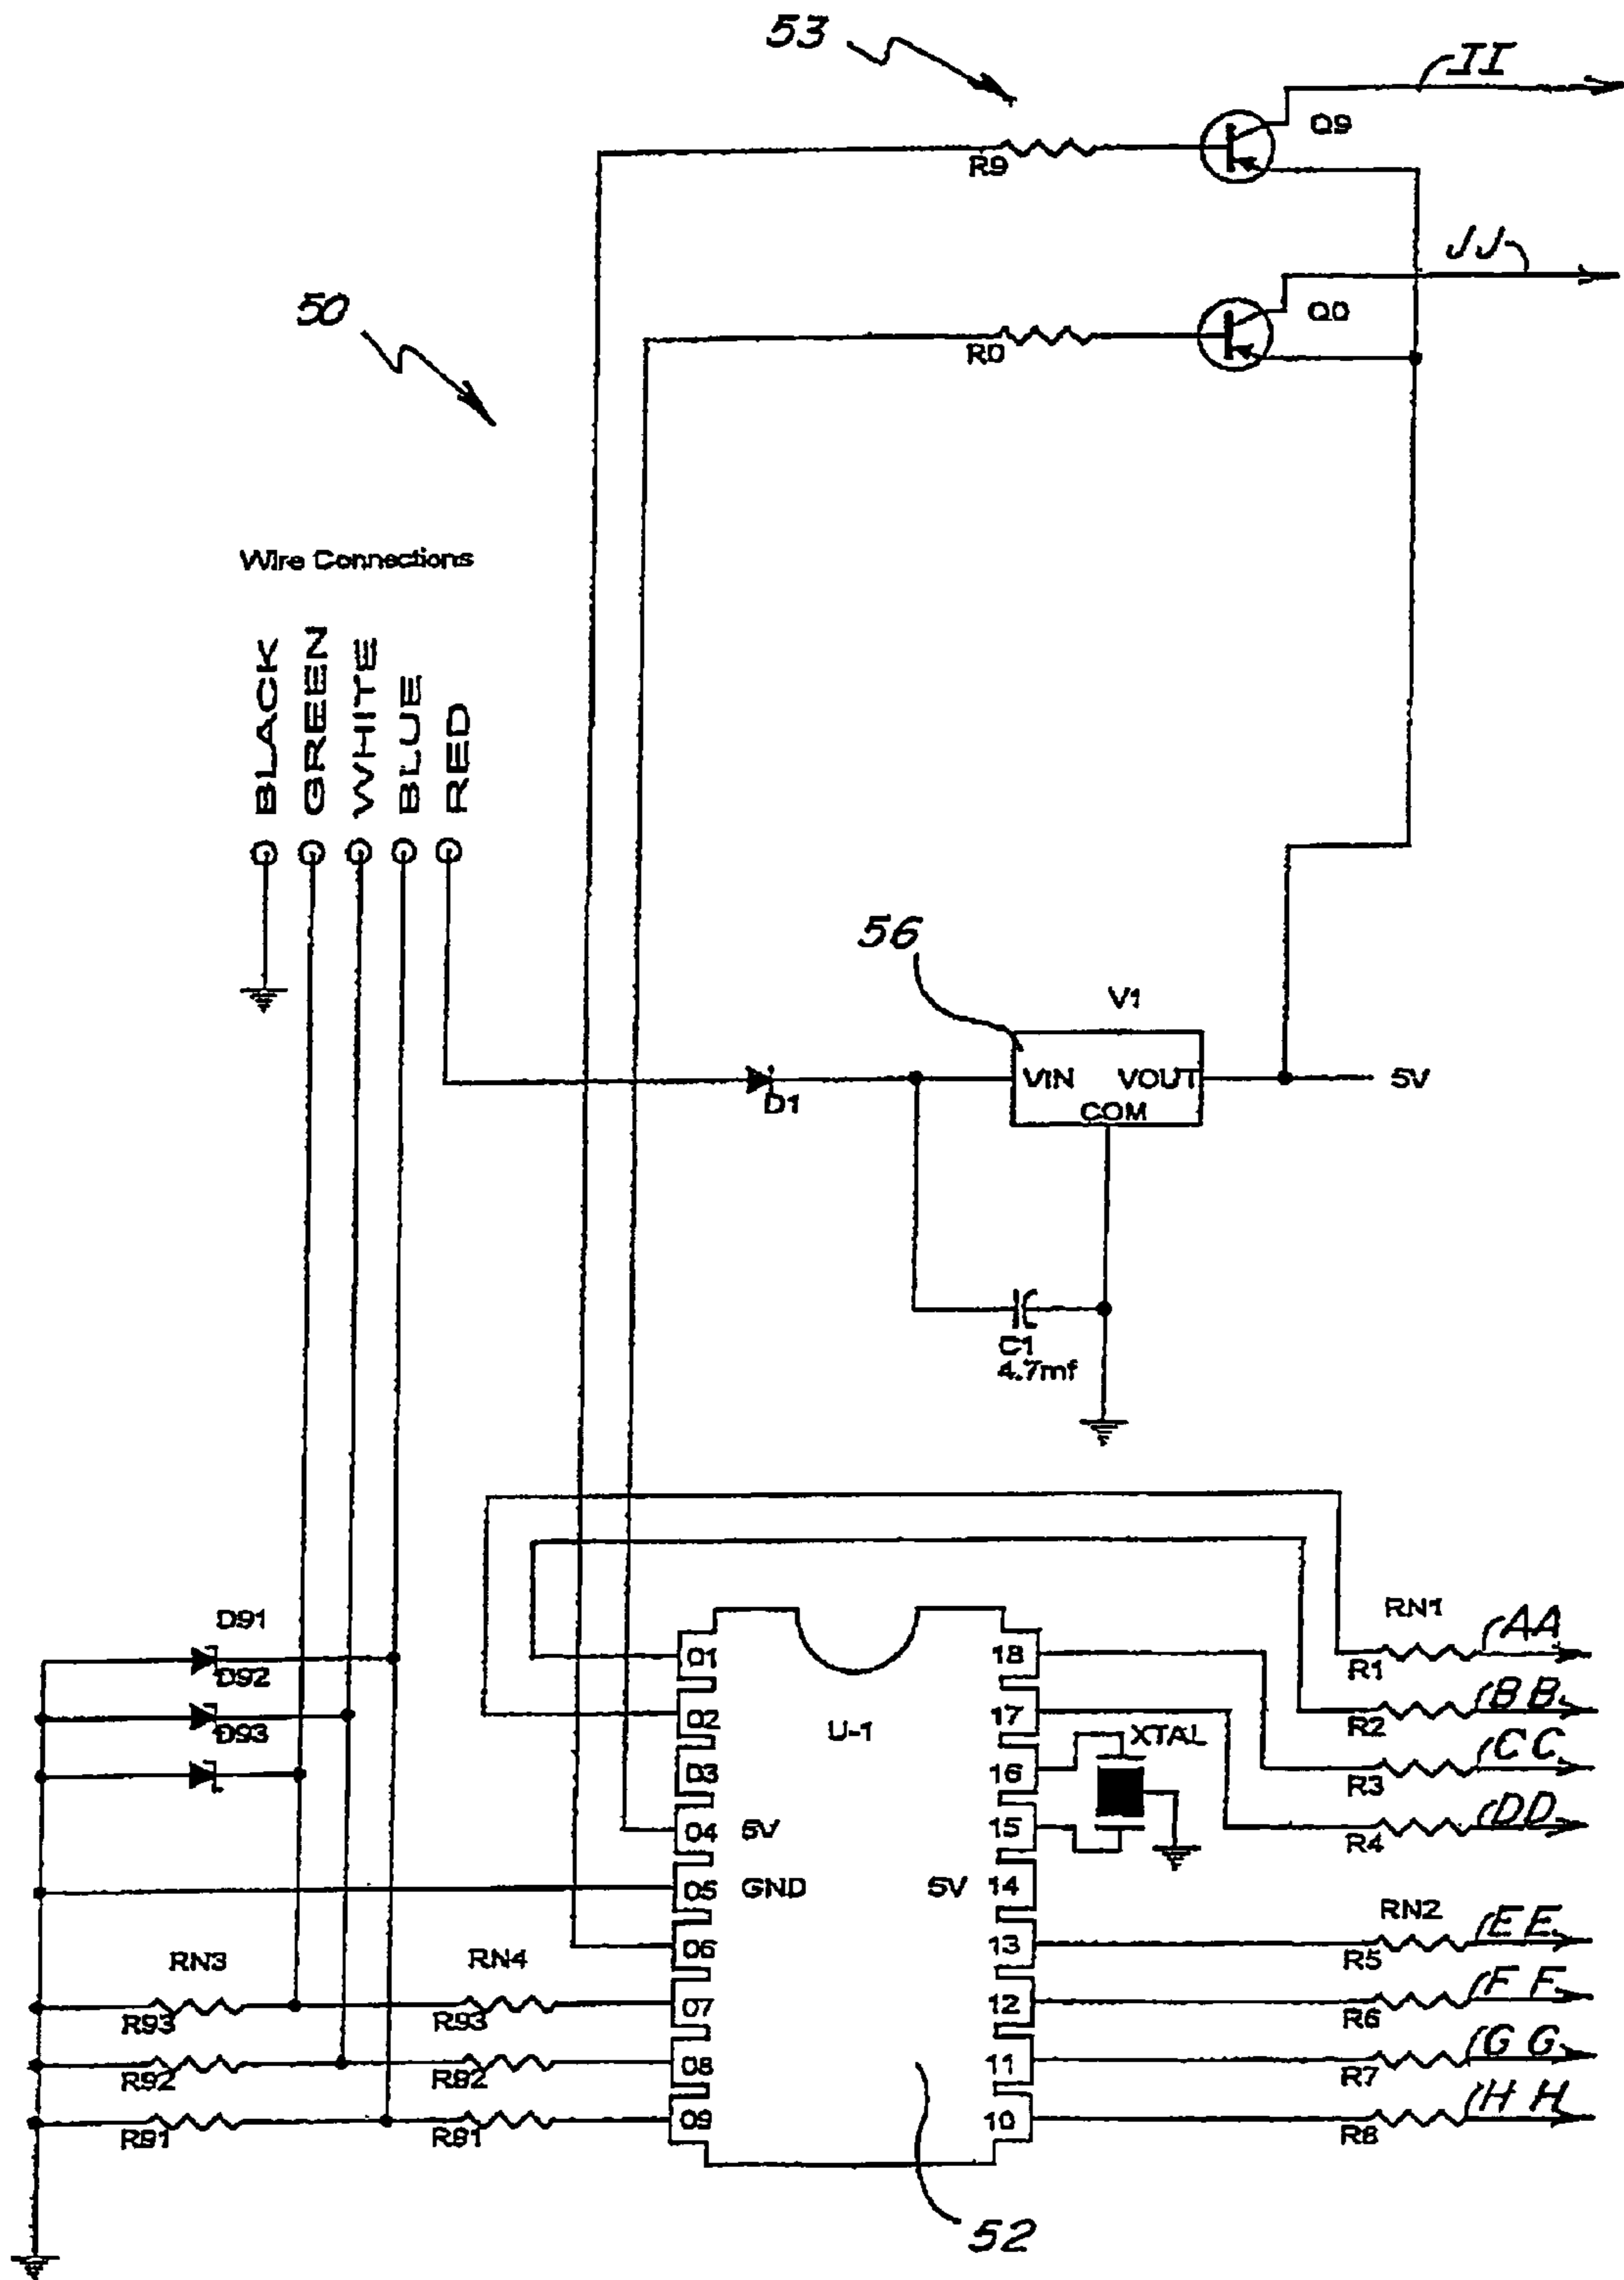 53
II
Q9
R9
JJ
50
Q0
R0
Wire Connections
BLACK
GREEN
WHITE
BLUE
RED
56
V1
VIN
VOUT
5V
D1
COM
C1
4.7mf
D91
RN1
AA
01
18
R1
D92
02
17
BB
U-1
XTAL
R2
D93
03
16
CC
R3
04
5V
15
DD
R4
05
GND
5V
14
RN2
EE
06
13
R5
RN3
RN4
07
12
FF
R93
R93
R6
08
11
GG
R92
R92
R7
09
10
HH
R91
R91
R8
52